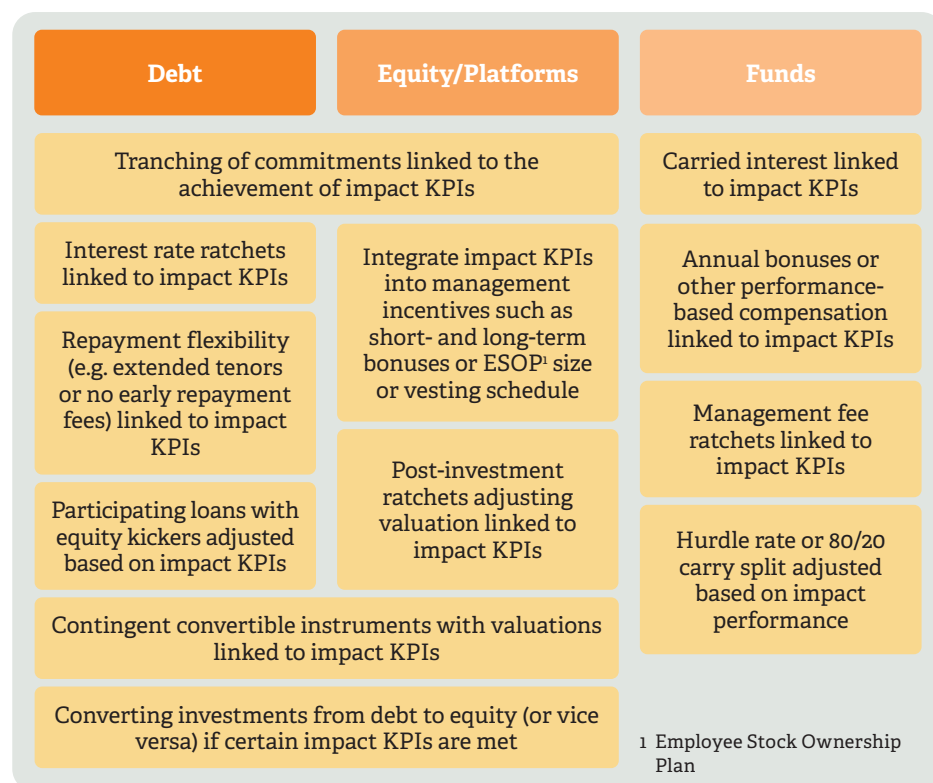 Debt
Equity/Platforms
Funds
Tranching of commitments linked to the
achievement of impact KPIs
Interest rate ratchets
linked to impact KPIs
Repayment flexibility
(e.g. extended tenors
or no early repayment
fees) linked to impact
KPIs
Participating loans with
equity kickers adjusted
based on impact KPIs
Integrate impact KPIs
into management
incentives such as
short- and long-term
bonuses or ESOP¹ size
or vesting schedule
Post-investment
ratchets adjusting
valuation linked to
impact KPIs
Contingent convertible instruments with valuations
linked to impact KPIs
Converting investments from debt to equity (or vice
versa) if certain impact KPIs are met
Carried interest linked
to impact KPIs
Annual bonuses or
other performance-
based compensation
linked to impact KPIs
Management fee
ratchets linked to
impact KPIs
Hurdle rate or 80/20
carry split adjusted
based on impact
performance
1 Employee Stock Ownership
Plan